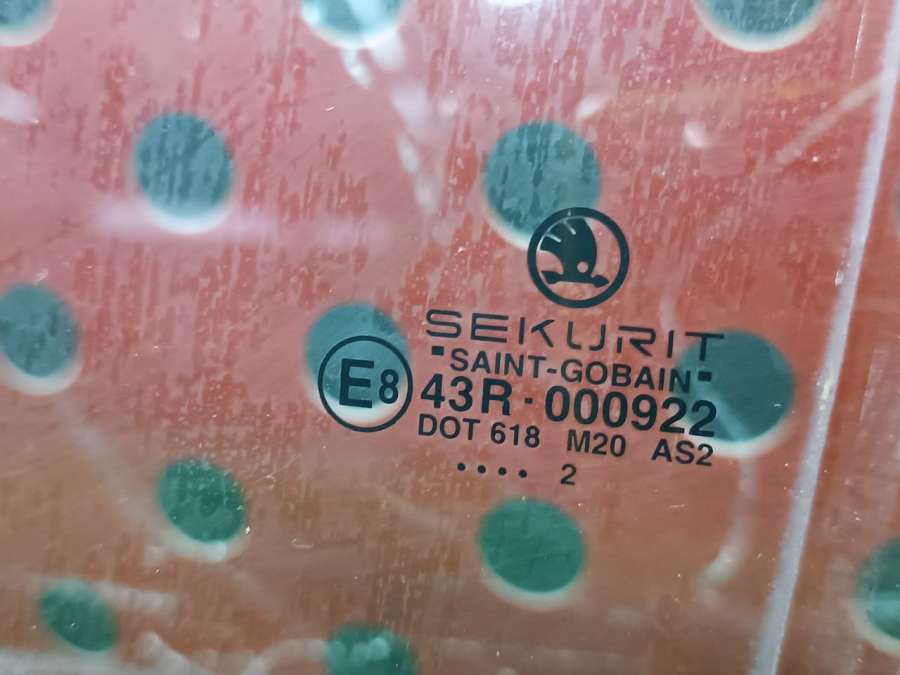 SEKURIT
SAINT-GOBAIN
E8 43R · 000922
DOT 618 M20 AS2
.... 2